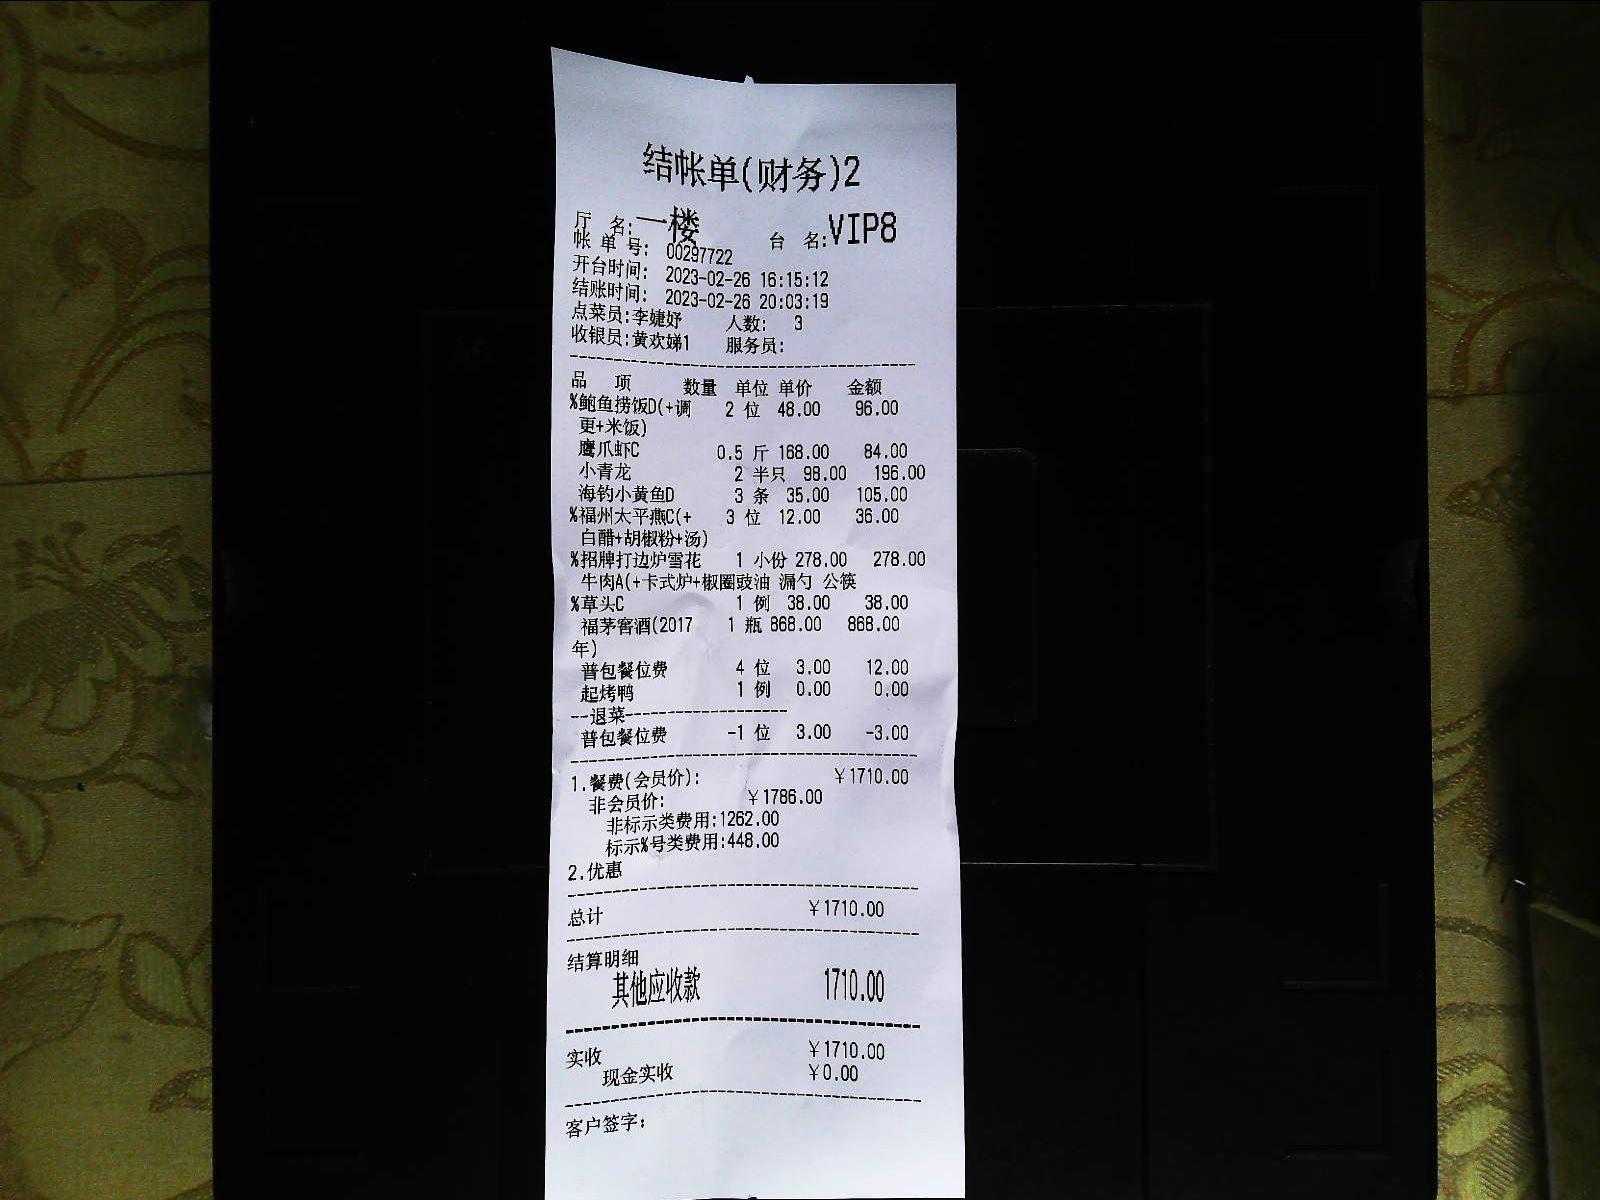 结帐单(财务)2
厅 名:一楼 台 名:VIP8
帐 单 号: 00297722
开台时间: 2023-02-26 16:15:12
结账时间: 2023-02-26 20:03:19
点菜员:李婕妤 人数: 3
收银员:黄欢娣1 服务员:
品 项 数量 单位 单价 金额
%鲍鱼捞饭D(+调 2 位 48.00 96.00
更+米饭)
鹰爪虾C 0.5 斤 168.00 84.00
小青龙 2 半只 98.00 196.00
海钓小黄鱼D 3 条 35.00 105.00
%福州太平燕C(+ 3 位 12.00 36.00
白醋+胡椒粉+汤)
%招牌打边炉雪花 1 小份 278.00 278.00
牛肉A(+卡式炉+椒圈豉油 漏勺 公筷
%草头C 1 例 38.00 38.00
福茅窖酒(2017 1 瓶 868.00 868.00
年)
普包餐位费 4 位 3.00 12.00
起烤鸭 1 例 0.00 0.00
---退菜---
普包餐位费 -1 位 3.00 -3.00
1.餐费(会员价): ￥1710.00
非会员价: ￥1786.00
非标示类费用:1262.00
标示%号类费用:448.00
2.优惠
总计 ￥1710.00
结算明细
其他应收款 1710.00
实收 ￥1710.00
现金实收 ￥0.00
客户签字: